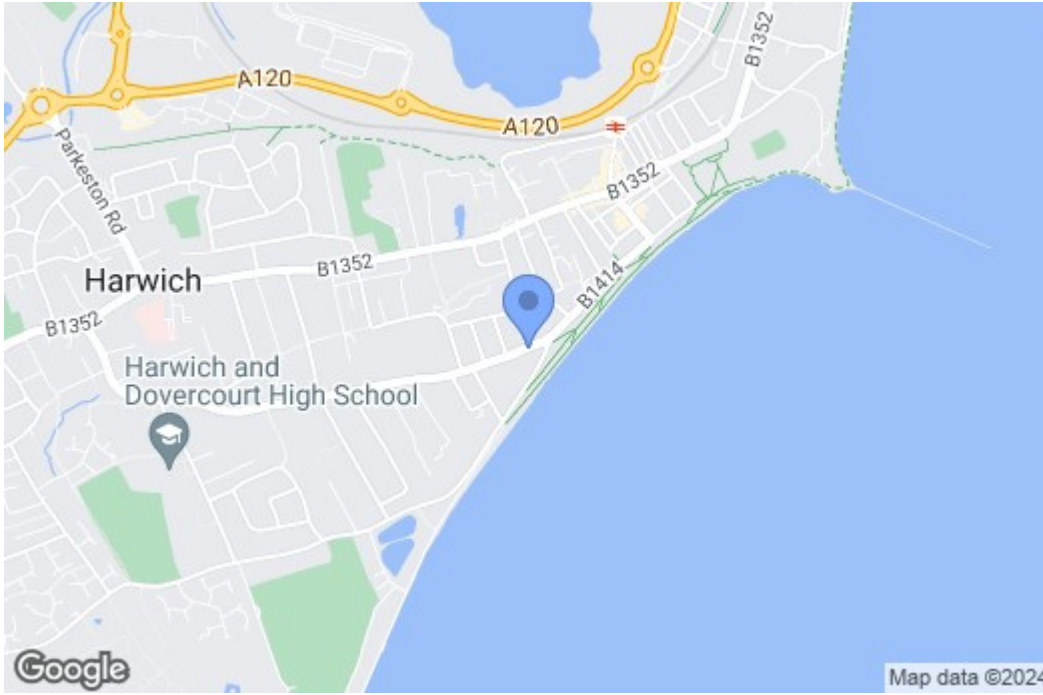 A120
A120
B1352
Parkeston Rd
B1352
B1352
Harwich
B1352
B1414
Harwich and
Dovercourt High School
Google
Map data ©2024